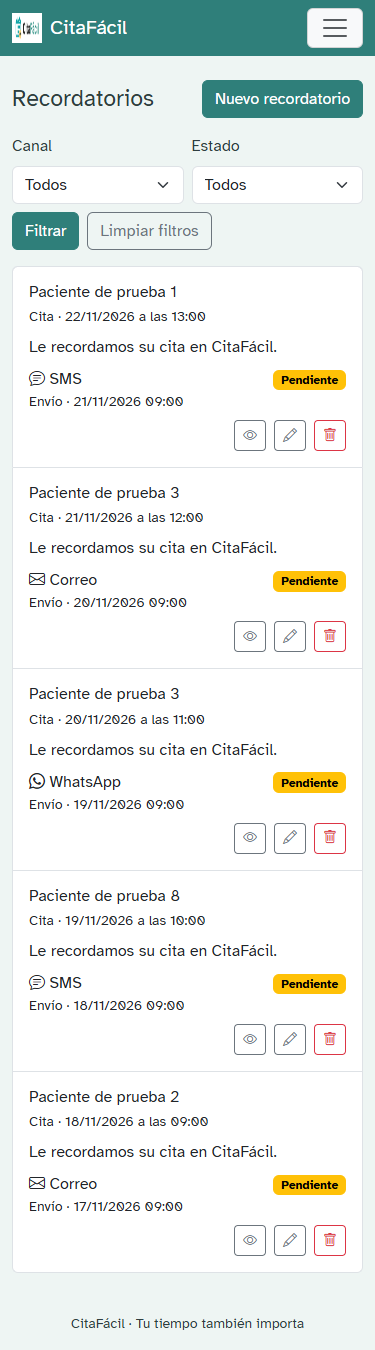 CitaFácil
Recordatorios
Nuevo recordatorio
Canal
Estado
Todos
Todos
Filtrar
Limpiar filtros
Paciente de prueba 1
Cita · 22/11/2026 a las 13:00
Le recordamos su cita en CitaFácil.
SMS
Pendiente
Envío · 21/11/2026 09:00
Paciente de prueba 3
Cita · 21/11/2026 a las 12:00
Le recordamos su cita en CitaFácil.
Correo
Pendiente
Envío · 20/11/2026 09:00
Paciente de prueba 3
Cita · 20/11/2026 a las 11:00
Le recordamos su cita en CitaFácil.
WhatsApp
Pendiente
Envío · 19/11/2026 09:00
Paciente de prueba 8
Cita · 19/11/2026 a las 10:00
Le recordamos su cita en CitaFácil.
SMS
Pendiente
Envío · 18/11/2026 09:00
Paciente de prueba 2
Cita · 18/11/2026 a las 09:00
Le recordamos su cita en CitaFácil.
Correo
Pendiente
Envío · 17/11/2026 09:00
CitaFácil · Tu tiempo también importa